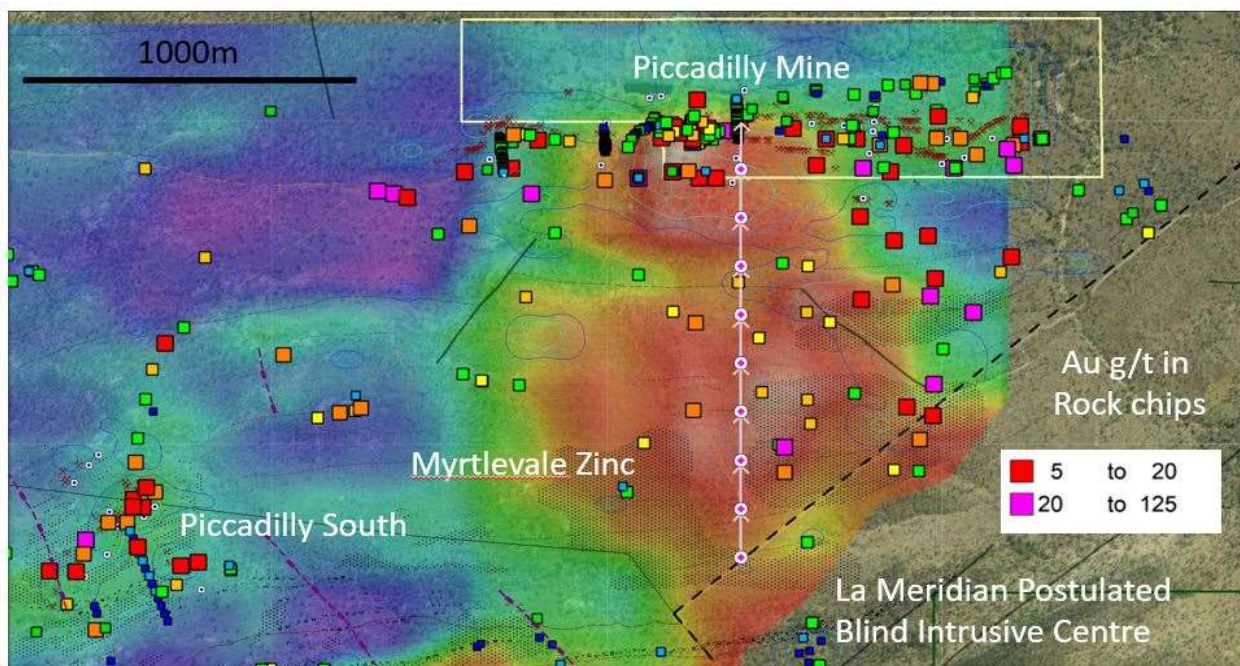 1000m
Piccadilly Mine
Au g/t in
Rock chips
5 to 20
20 to 125
Myrtlevale Zinc
Piccadilly South
La Meridian Postulated
Blind Intrusive Centre